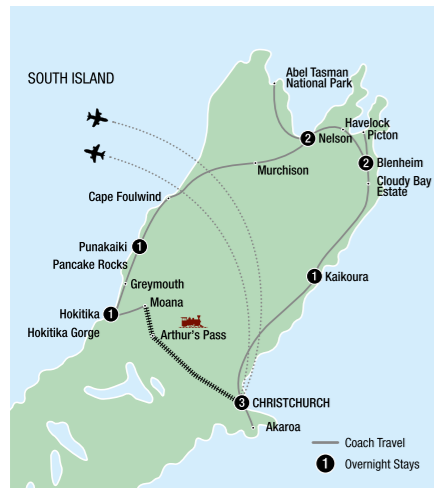 SOUTH ISLAND
Abel Tasman
National Park
Havelock
Picton
2
Nelson
2
Blenheim
Cloudy Bay
Estate
Murchison
Cape Foulwind
Punakaiki
1
Pancake Rocks
1
Kaikoura
Greymouth
Moana
Hokitika
1
Hokitika Gorge
Arthur's Pass
3
CHRISTCHURCH
Akaroa
Coach Travel
1
Overnight Stays